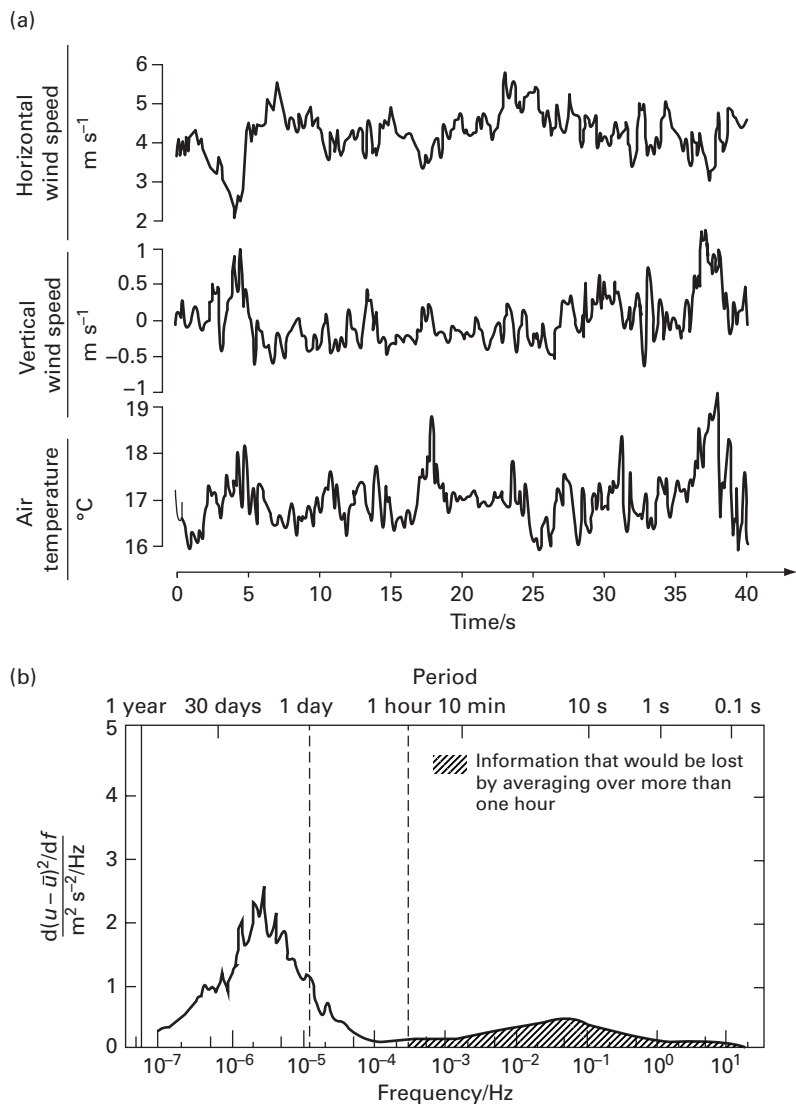 (a)
Horizontal
wind speed
m s⁻¹
6
5
4
3
2
Vertical
wind speed
m s⁻¹
1
0.5
0
−0.5
−1
Air
temperature
°C
19
18
17
16
0 5 10 15 20 25 30 35 40
Time/s
(b)
Period
1 year 30 days 1 day 1 hour 10 min 10 s 1 s 0.1 s
Information that would be lost
by averaging over more than
one hour
d(u – ū)²/df
m² s⁻²/Hz
5
4
3
2
1
0
10⁻⁷ 10⁻⁶ 10⁻⁵ 10⁻⁴ 10⁻³ 10⁻² 10⁻¹ 10⁰ 10¹
Frequency/Hz